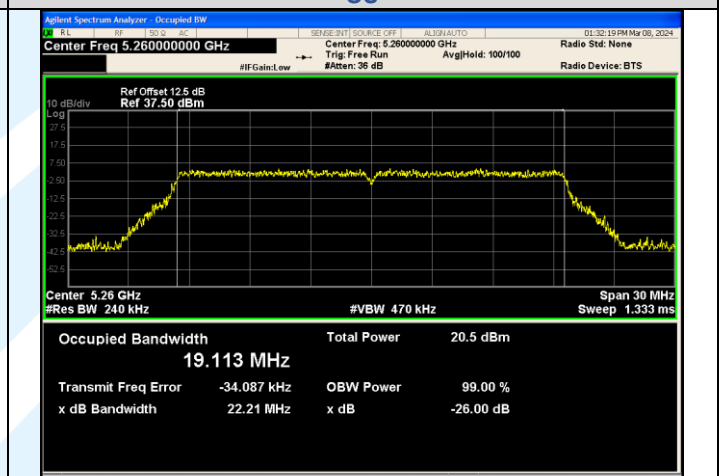 Agilent Spectrum Analyzer - Occupied BW
RL RF 50 Ω AC SENSE:INT SOURCE OFF ALIGNAUTO 01:32:19 PM Mar 08, 2024
Center Freq 5.260000000 GHz Center Freq: 5.260000000 GHz Radio Std: None
Trig: Free Run Avg|Hold: 100/100
#IFGain:Low #Atten: 36 dB Radio Device: BTS
Ref Offset 12.5 dB
10 dB/div Ref 37.50 dBm
Log
27.5
17.5
7.50
-2.50
-12.5
-22.5
-32.5
-42.5
-52.5
Center 5.26 GHz Span 30 MHz
#Res BW 240 kHz #VBW 470 kHz Sweep 1.333 ms
Occupied Bandwidth Total Power 20.5 dBm
19.113 MHz
Transmit Freq Error -34.087 kHz OBW Power 99.00 %
x dB Bandwidth 22.21 MHz x dB -26.00 dB